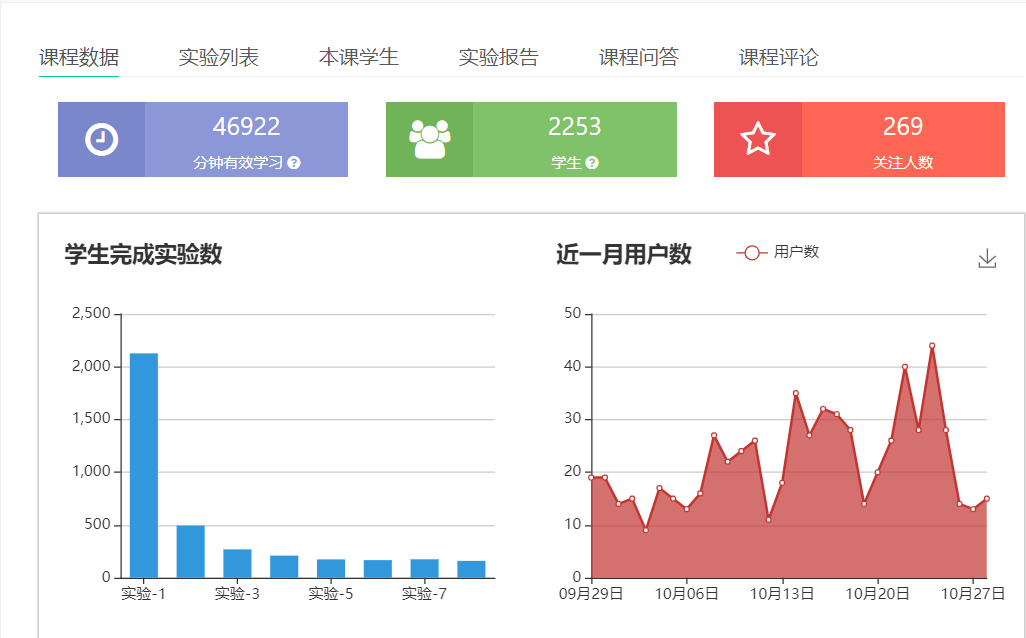 课程数据 实验列表 本课学生 实验报告 课程问答 课程评论
46922 2253 269
分钟有效学习 ? 学生 ? 关注人数
学生完成实验数
2,500
2,000
1,500
1,000
500
0
实验-1 实验-3 实验-5 实验-7
近一月用户数 用户数
50
40
30
20
10
0
09月29日 10月06日 10月13日 10月20日 10月27日